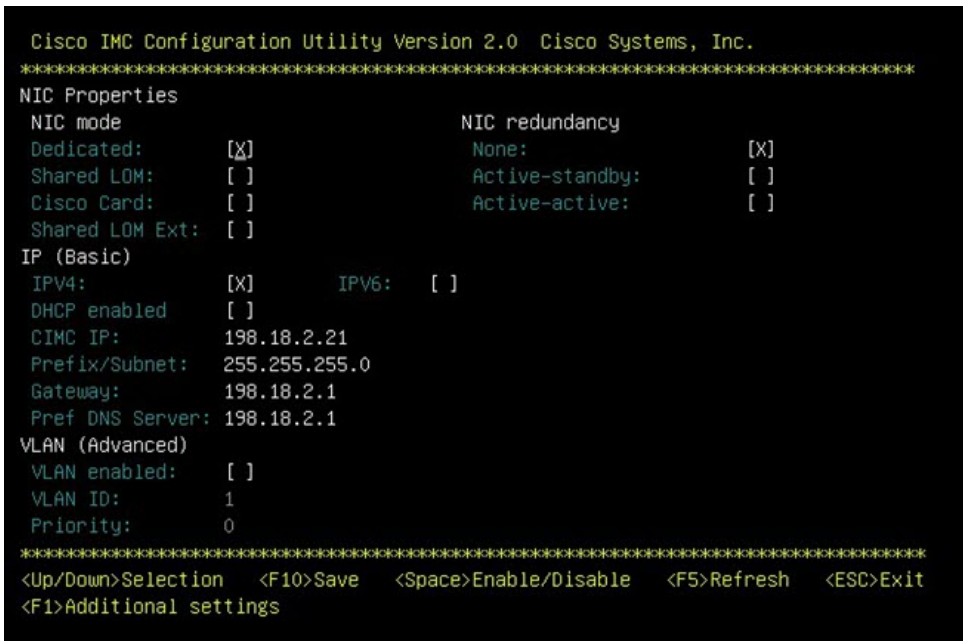 Cisco IMC Configuration Utility Version 2.0 Cisco Systems, Inc.
********************************************************************************
NIC Properties
NIC mode NIC redundancy
Dedicated: [X] None: [X]
Shared LOM: [ ] Active-standby: [ ]
Cisco Card: [ ] Active-active: [ ]
Shared LOM Ext: [ ]
IP (Basic)
IPV4: [X] IPV6: [ ]
DHCP enabled [ ]
CIMC IP: 198.18.2.21
Prefix/Subnet: 255.255.255.0
Gateway: 198.18.2.1
Pref DNS Server: 198.18.2.1
VLAN (Advanced)
VLAN enabled: [ ]
VLAN ID: 1
Priority: 0
********************************************************************************
<Up/Down>Selection <F10>Save <Space>Enable/Disable <F5>Refresh <ESC>Exit
<F1>Additional settings